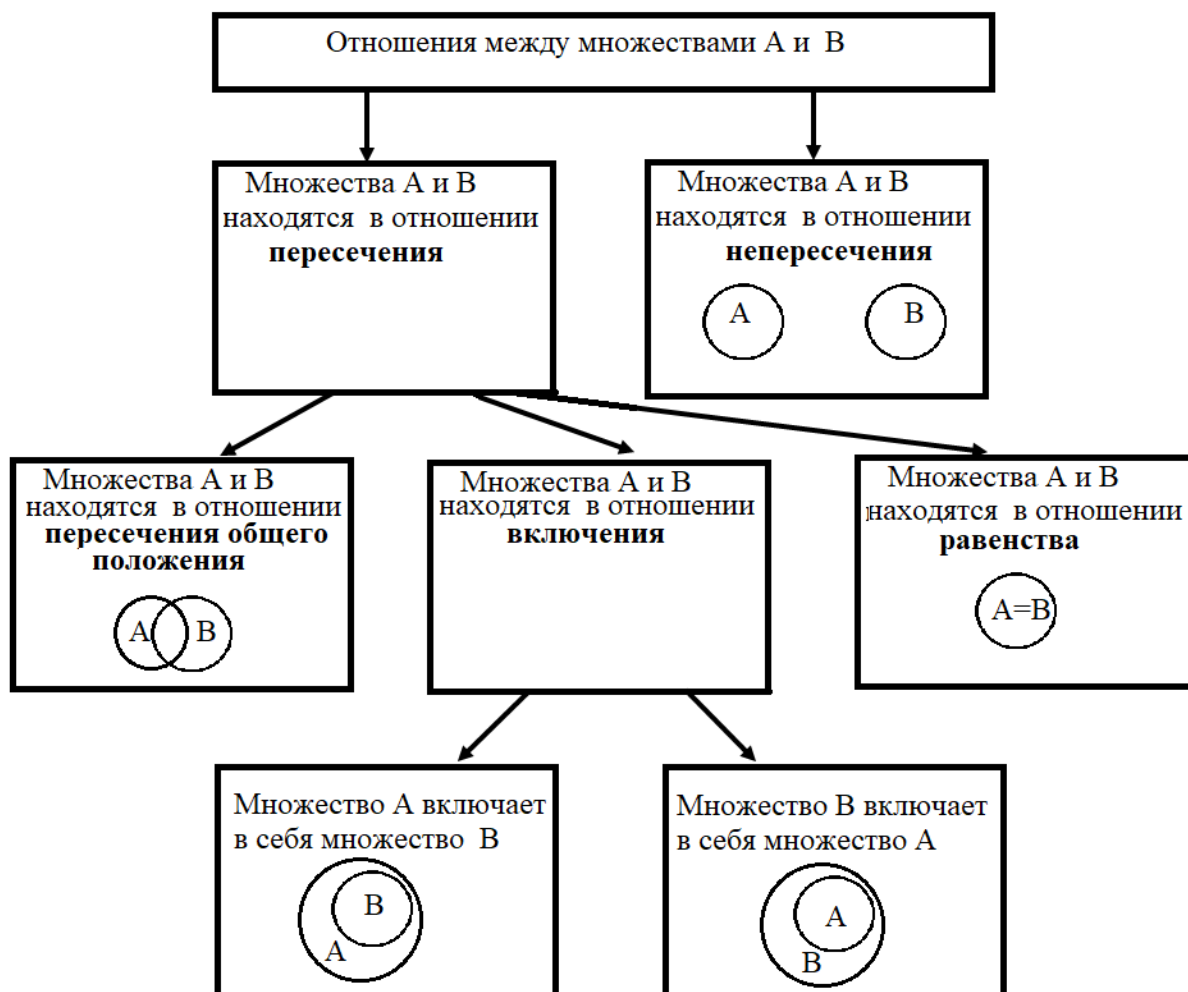 Отношения между множествами А и В
Множества А и В
находятся в отношении
пересечения
Множества А и В
находятся в отношении
непересечения
А
В
Множества А и В
находятся в отношении
пересечения общего
положения
А
В
Множества А и В
находятся в отношении
включения
Множества А и В
находятся в отношении
равенства
А=В
Множество А включает
в себя множество В
В
А
Множество В включает
в себя множество А
А
В